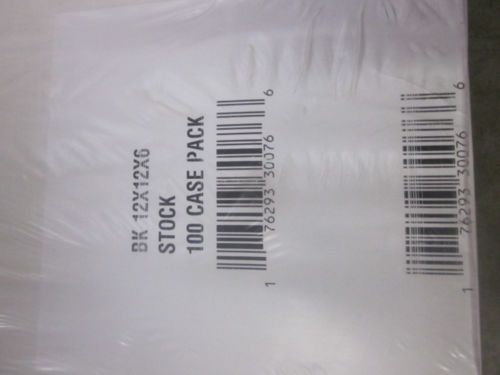 BK 12X12X6
STOCK
100 CASE PACK
1 76293 30076 6
1 76293 30076 6